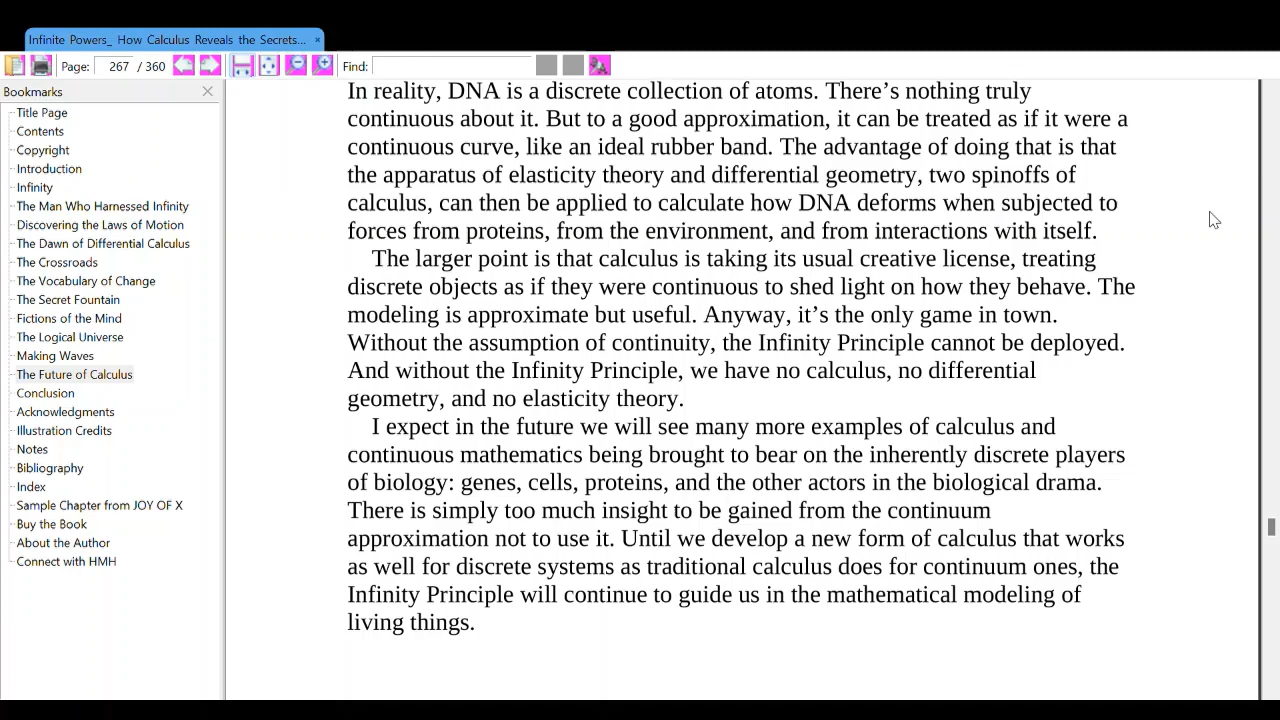 Infinite Powers_ How Calculus Reveals the Secrets... ×
Page: 267 / 360 Find:
Bookmarks
Title Page
Contents
Copyright
Introduction
Infinity
The Man Who Harnessed Infinity
Discovering the Laws of Motion
The Dawn of Differential Calculus
The Crossroads
The Vocabulary of Change
The Secret Fountain
Fictions of the Mind
The Logical Universe
Making Waves
The Future of Calculus
Conclusion
Acknowledgments
Illustration Credits
Notes
Bibliography
Index
Sample Chapter from JOY OF X
Buy the Book
About the Author
Connect with HMH
In reality, DNA is a discrete collection of atoms. There’s nothing truly
continuous about it. But to a good approximation, it can be treated as if it were a
continuous curve, like an ideal rubber band. The advantage of doing that is that
the apparatus of elasticity theory and differential geometry, two spinoffs of
calculus, can then be applied to calculate how DNA deforms when subjected to
forces from proteins, from the environment, and from interactions with itself.
The larger point is that calculus is taking its usual creative license, treating
discrete objects as if they were continuous to shed light on how they behave. The
modeling is approximate but useful. Anyway, it’s the only game in town.
Without the assumption of continuity, the Infinity Principle cannot be deployed.
And without the Infinity Principle, we have no calculus, no differential
geometry, and no elasticity theory.
I expect in the future we will see many more examples of calculus and
continuous mathematics being brought to bear on the inherently discrete players
of biology: genes, cells, proteins, and the other actors in the biological drama.
There is simply too much insight to be gained from the continuum
approximation not to use it. Until we develop a new form of calculus that works
as well for discrete systems as traditional calculus does for continuum ones, the
Infinity Principle will continue to guide us in the mathematical modeling of
living things.